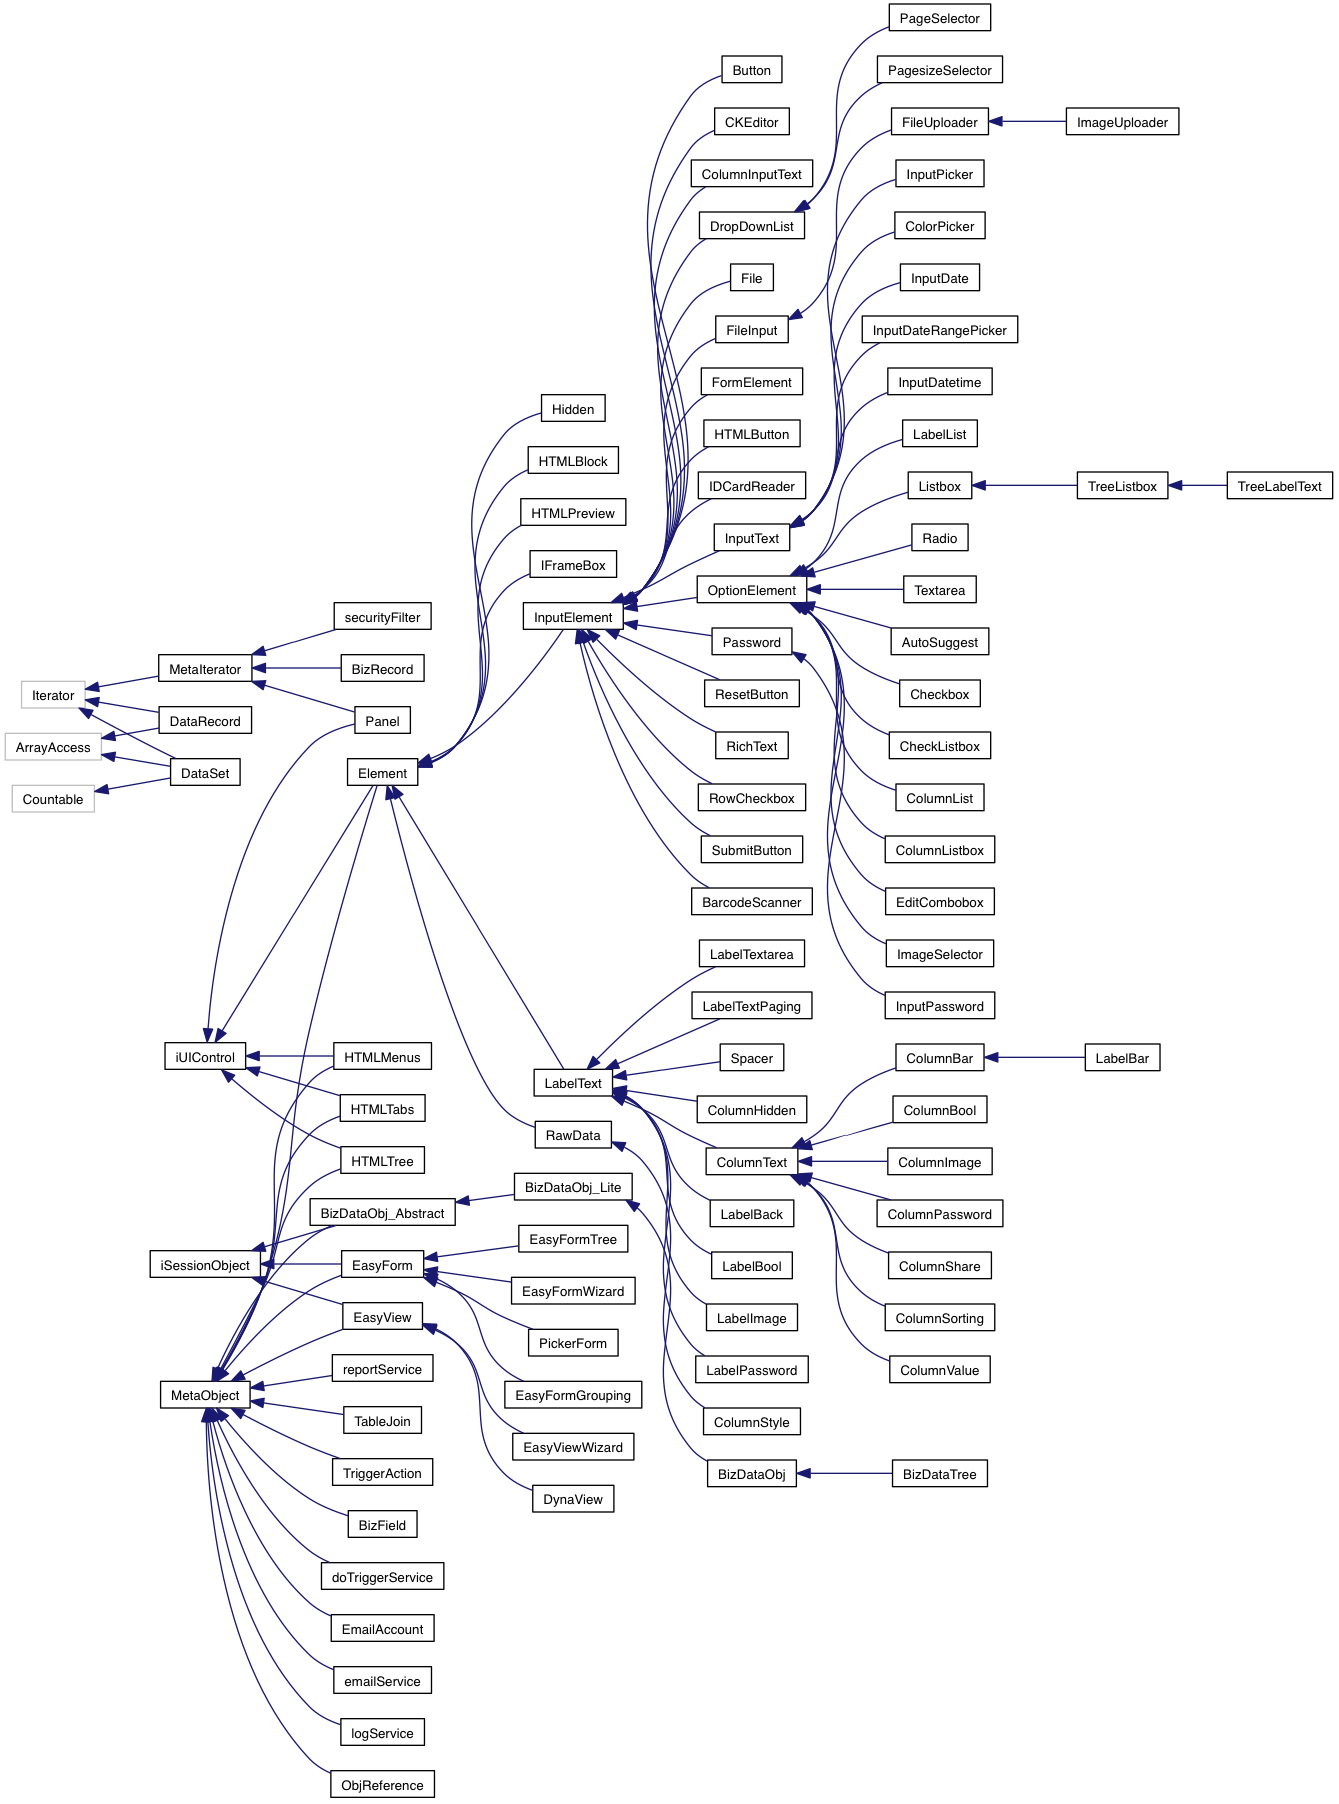 Iterator
ArrayAccess
Countable
MetaIterator
DataRecord
DataSet
iUIControl
iSessionObject
MetaObject
securityFilter
BizRecord
Panel
Element
HTMLMenus
HTMLTabs
HTMLTree
BizDataObj_Abstract
EasyForm
EasyView
reportService
TableJoin
TriggerAction
BizField
doTriggerService
EmailAccount
emailService
logService
ObjReference
Hidden
HTMLBlock
HTMLPreview
IFrameBox
InputElement
LabelText
RawData
BizDataObj_Lite
EasyFormTree
EasyFormWizard
PickerForm
EasyFormGrouping
EasyViewWizard
DynaView
Button
CKEditor
ColumnInputText
DropDownList
File
FileInput
FormElement
HTMLButton
IDCardReader
InputText
OptionElement
Password
ResetButton
RichText
RowCheckbox
SubmitButton
BarcodeScanner
LabelTextarea
LabelTextPaging
Spacer
ColumnHidden
ColumnText
LabelBack
LabelBool
LabelImage
LabelPassword
ColumnStyle
BizDataObj
PageSelector
PagesizeSelector
FileUploader
InputPicker
ColorPicker
InputDate
InputDateRangePicker
InputDatetime
LabelList
Listbox
Radio
Textarea
AutoSuggest
Checkbox
CheckListbox
ColumnList
ColumnListbox
EditCombobox
ImageSelector
InputPassword
ColumnBar
ColumnBool
ColumnImage
ColumnPassword
ColumnShare
ColumnSorting
ColumnValue
BizDataTree
ImageUploader
TreeListbox
LabelBar
TreeLabelText